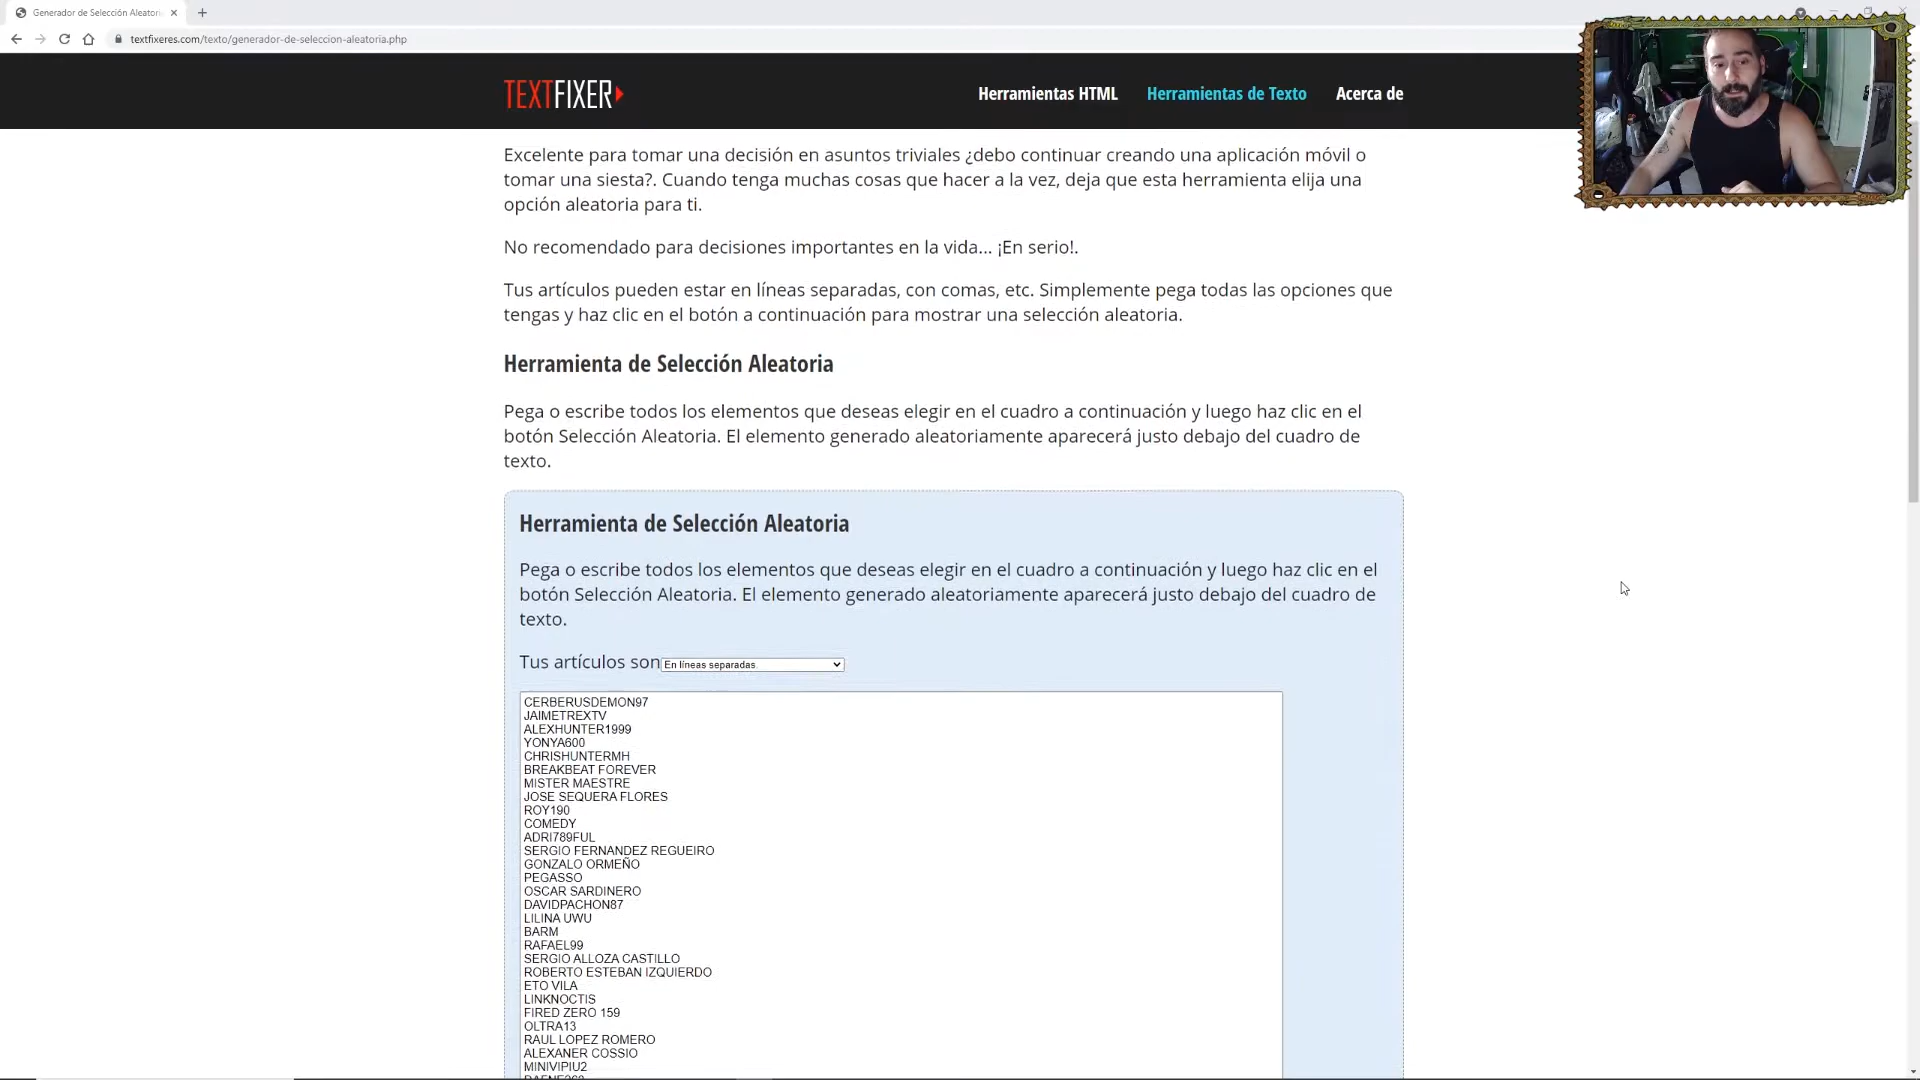 Generador de Selección Aleatori
textfixeres.com/texto/generador-de-seleccion-aleatoria.php
TEXTFIXER
Herramientas HTML
Herramientas de Texto
Acerca de
Excelente para tomar una decisión en asuntos triviales ¿debo continuar creando una aplicación móvil o
tomar una siesta?. Cuando tenga muchas cosas que hacer a la vez, deja que esta herramienta elija una
opción aleatoria para ti.
No recomendado para decisiones importantes en la vida... ¡En serio!.
Tus artículos pueden estar en líneas separadas, con comas, etc. Simplemente pega todas las opciones que
tengas y haz clic en el botón a continuación para mostrar una selección aleatoria.
Herramienta de Selección Aleatoria
Pega o escribe todos los elementos que deseas elegir en el cuadro a continuación y luego haz clic en el
botón Selección Aleatoria. El elemento generado aleatoriamente aparecerá justo debajo del cuadro de
texto.
Herramienta de Selección Aleatoria
Pega o escribe todos los elementos que deseas elegir en el cuadro a continuación y luego haz clic en el
botón Selección Aleatoria. El elemento generado aleatoriamente aparecerá justo debajo del cuadro de
texto.
Tus artículos son En líneas separadas.
CERBERUSDEMON97
JAIMETREXTV
ALEXHUNTER1999
YONYA600
CHRISHUNTERMH
BREAKBEAT FOREVER
MISTER MAESTRE
JOSE SEQUERA FLORES
ROY190
COMEDY
ADRI789FUL
SERGIO FERNANDEZ REGUEIRO
GONZALO ORMEÑO
PEGASSO
OSCAR SARDINERO
DAVIDPACHON87
LILINA UWU
BARM
RAFAEL99
SERGIO ALLOZA CASTILLO
ROBERTO ESTEBAN IZQUIERDO
ETO VILA
LINKNOCTIS
FIRED ZERO 159
OLTRA13
RAUL LOPEZ ROMERO
ALEXANER COSSIO
MINIVIPIU2